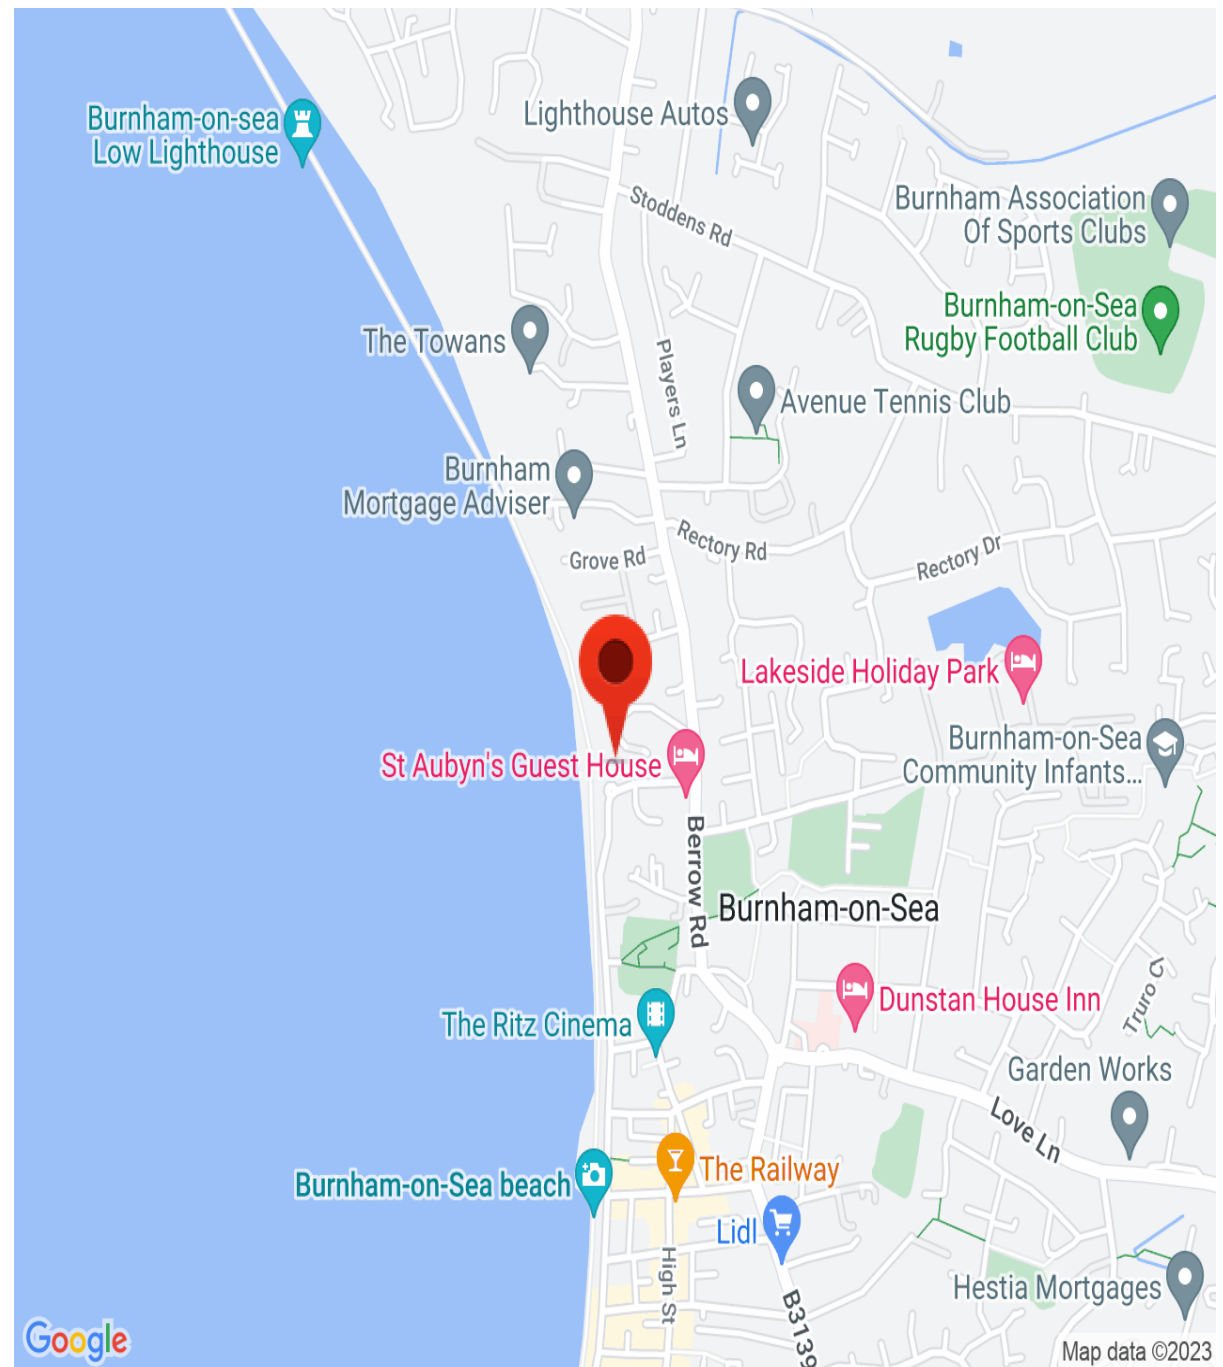 Burnham-on-sea
Low Lighthouse
Lighthouse Autos
Burnham Association
Of Sports Clubs
Stoddens Rd
Burnham-on-Sea
Rugby Football Club
The Towans
Players Ln
Avenue Tennis Club
Burnham
Mortgage Adviser
Rectory Rd
Grove Rd
Rectory Dr
Lakeside Holiday Park
St Aubyn's Guest House
Burnham-on-Sea
Community Infants...
Berrow Rd
Burnham-on-Sea
Dunstan House Inn
Truro Cl
The Ritz Cinema
Garden Works
Love Ln
The Railway
Burnham-on-Sea beach
Lidl
High St
Hestia Mortgages
B3139
Google
Map data ©2023